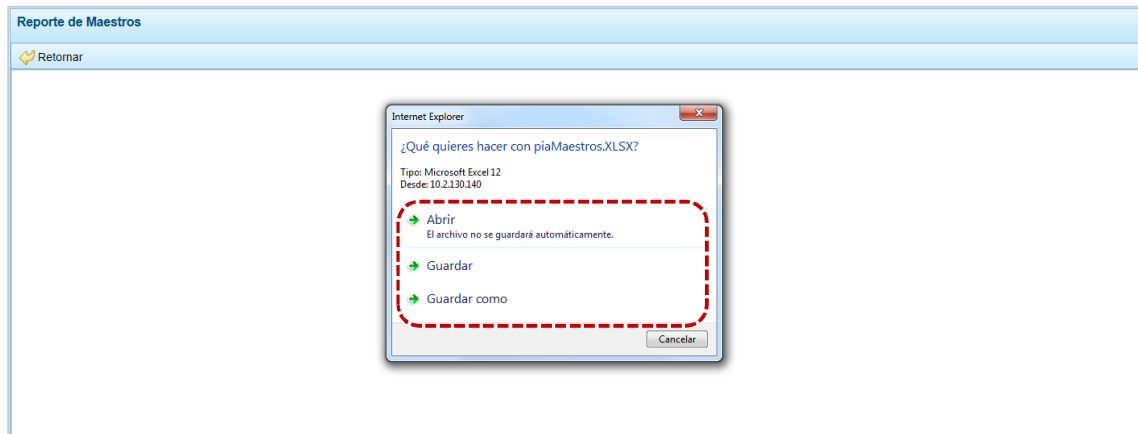 Reporte de Maestros
Retornar
Internet Explorer
¿Qué quieres hacer con piaMaestros.XLSX?
Tipo: Microsoft Excel 12
Desde: 10.2.130.140
Abrir
El archivo no se guardará automáticamente.
Guardar
Guardar como
Cancelar